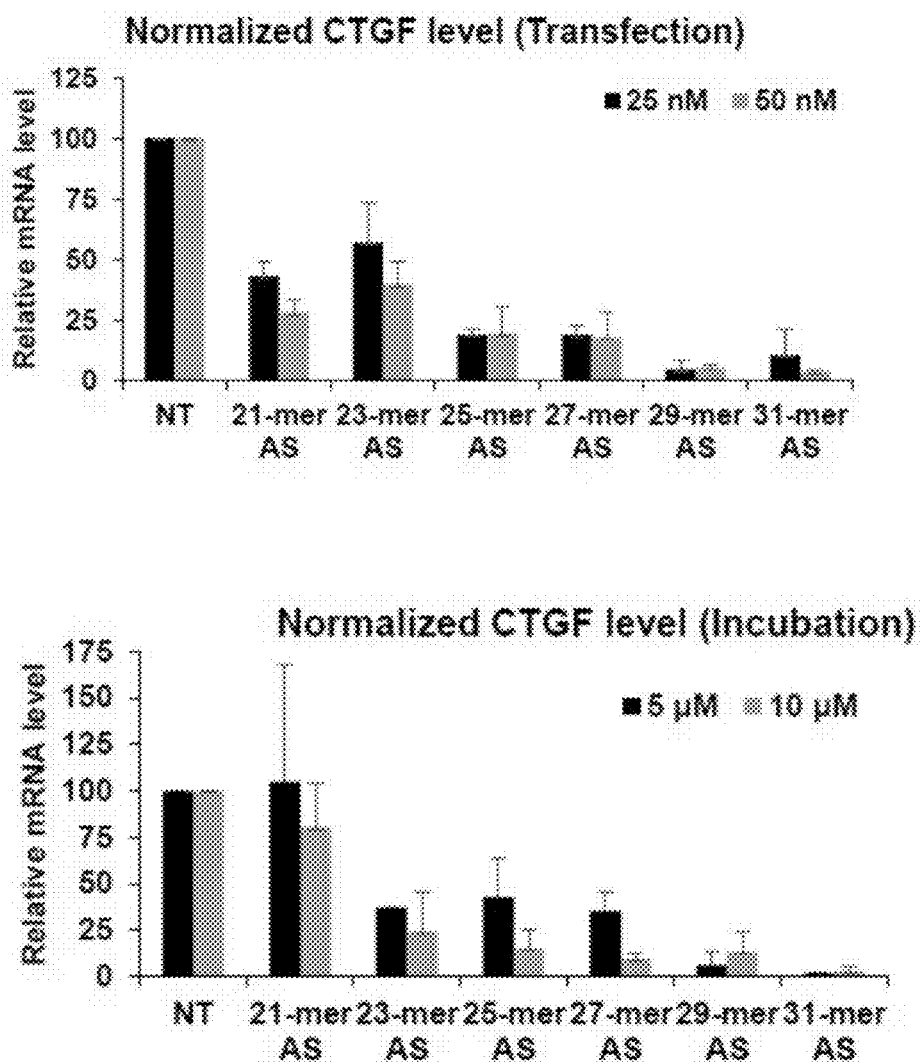 Normalized CTGF level (Transfection)
125
100
75
50
25
0
Relative mRNA level
25 nM 50 nM
NT 21-mer 23-mer 25-mer 27-mer 29-mer 31-mer
AS AS AS AS AS AS
Normalized CTGF level (Incubation)
175
150
125
100
75
50
25
0
Relative mRNA level
5 µM 10 µM
NT 21-mer 23-mer 25-mer 27-mer 29-mer 31-mer
AS AS AS AS AS AS